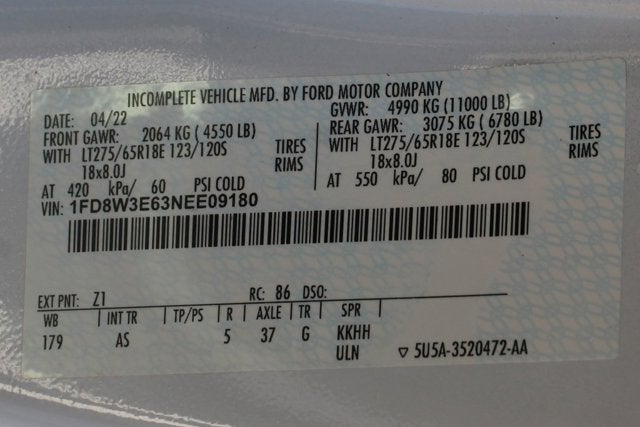 INCOMPLETE VEHICLE MFD. BY FORD MOTOR COMPANY
DATE: 04/22 GVWR: 4990 KG (11000 LB)
FRONT GAWR: 2064 KG ( 4550 LB) REAR GAWR: 3075 KG ( 6780 LB)
WITH LT275/65R18E 123/120S TIRES WITH LT275/65R18E 123/120S TIRES
18x8.0J RIMS 18x8.0J RIMS
AT 420 kPa/ 60 PSI COLD AT 550 kPa/ 80 PSI COLD
VIN: 1FD8W3E63NEE09180
EXT PNT: Z1 RC: 86 DSO:
WB INT TR TP/PS R AXLE TR SPR
179 AS 5 37 G KKHH
ULN ▽ 5U5A-3520472-AA